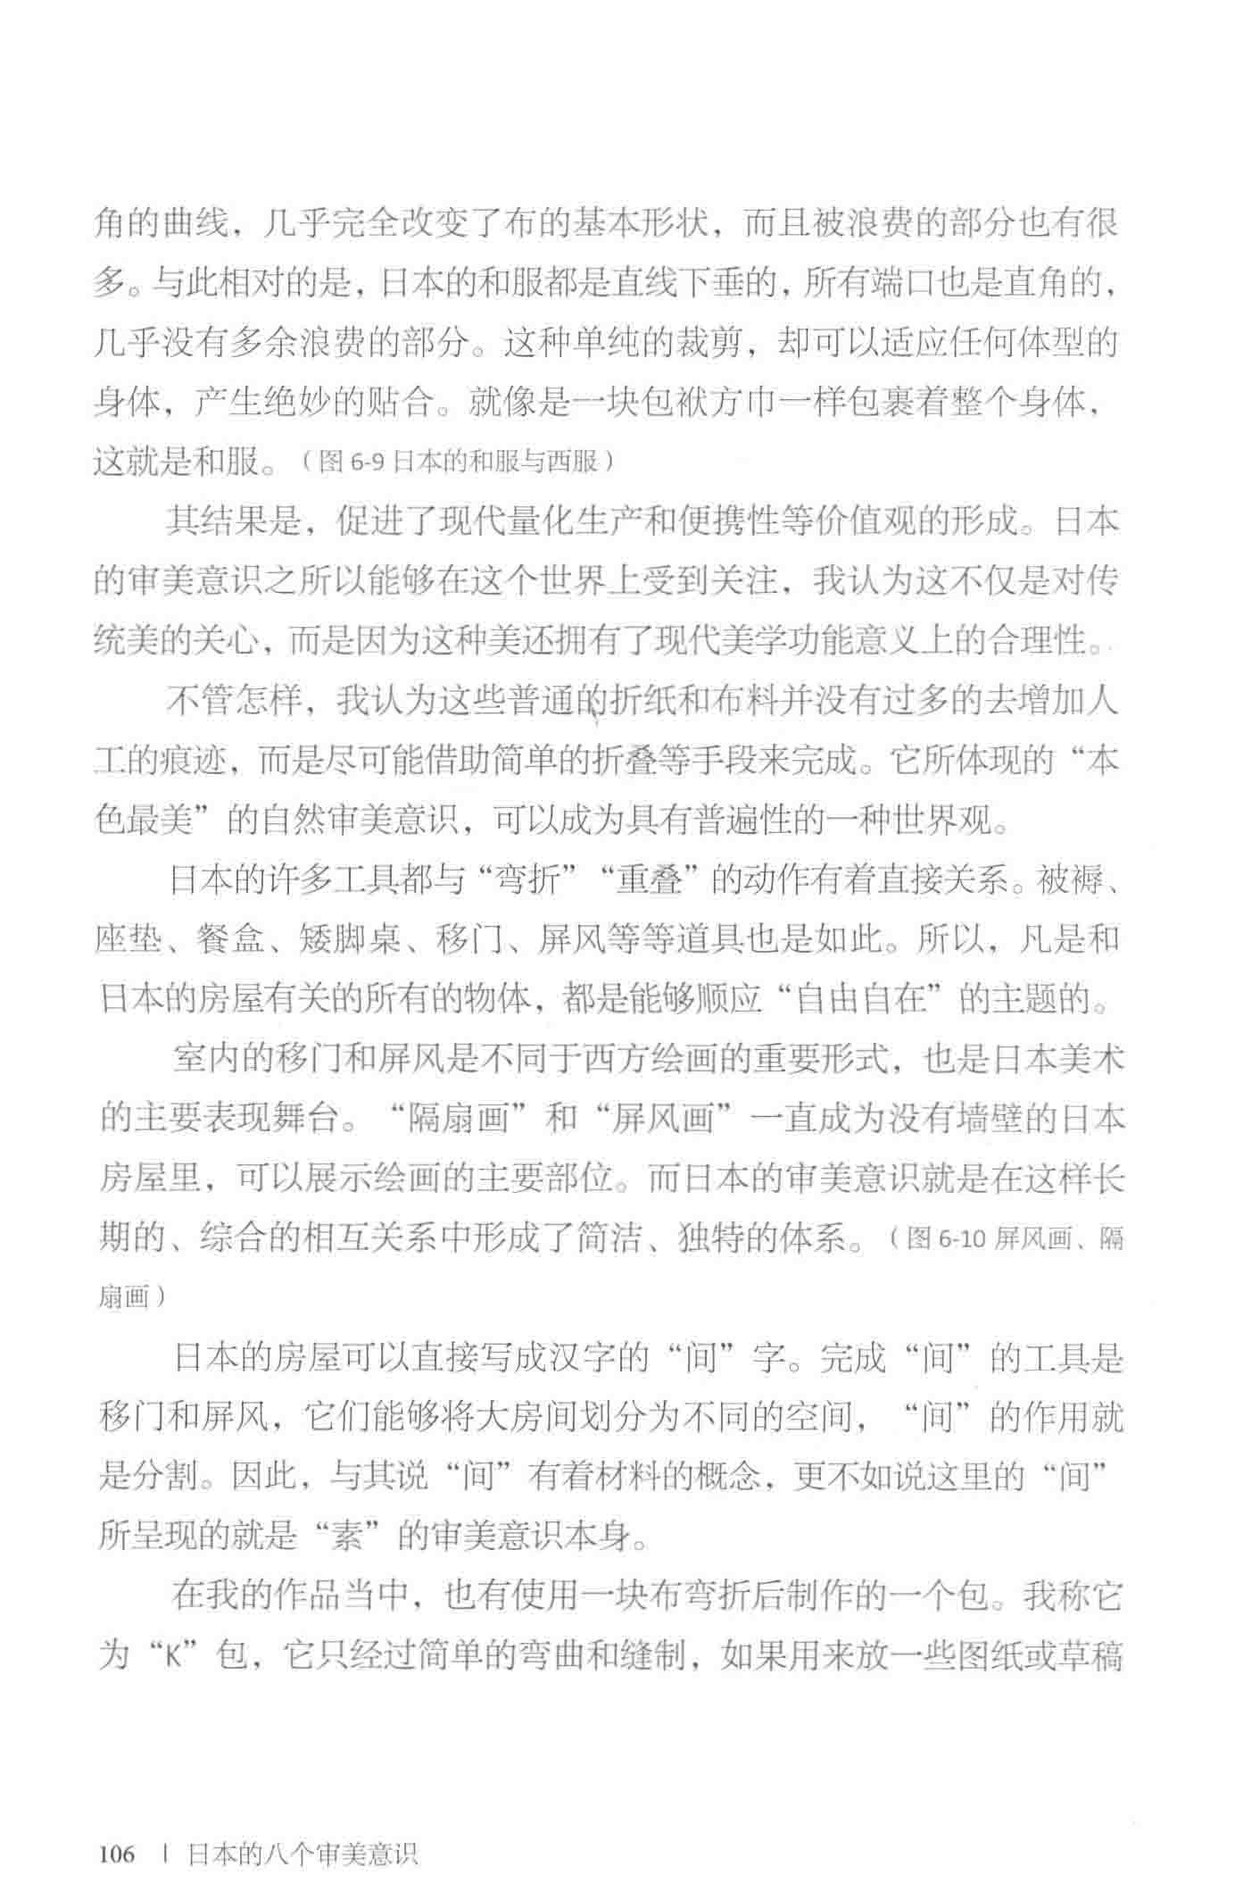 角的曲线，几乎完全改变了布的基本形状，而且被浪费的部分也有很
多。与此相对的是，日本的和服都是直线下垂的，所有端口也是直角的，
几乎没有多余浪费的部分。这种单纯的裁剪，却可以适应任何体型的
身体，产生绝妙的贴合。就像是一块包袱方巾一样包裹着整个身体，
这就是和服。（图 6-9 日本的和服与西服）
其结果是，促进了现代量化生产和便携性等价值观的形成。日本
的审美意识之所以能够在这个世界上受到关注，我认为这不仅是对传
统美的关心，而是因为这种美还拥有了现代美学功能意义上的合理性。
不管怎样，我认为这些普通的折纸和布料并没有过多的去增加人
工的痕迹，而是尽可能借助简单的折叠等手段来完成。它所体现的“本
色最美”的自然审美意识，可以成为具有普遍性的一种世界观。
日本的许多工具都与“弯折”“重叠”的动作有着直接关系。被褥、
座垫、餐盒、矮脚桌、移门、屏风等等道具也是如此。所以，凡是和
日本的房屋有关的所有的物体，都是能够顺应“自由自在”的主题的。
室内的移门和屏风是不同于西方绘画的重要形式，也是日本美术
的主要表现舞台。“隔扇画”和“屏风画”一直成为没有墙壁的日本
房屋里，可以展示绘画的主要部位。而日本的审美意识就是在这样长
期的、综合的相互关系中形成了简洁、独特的体系。（图 6-10 屏风画、隔
扇画）
日本的房屋可以直接写成汉字的“间”字。完成“间”的工具是
移门和屏风，它们能够将大房间划分为不同的空间，“间”的作用就
是分割。因此，与其说“间”有着材料的概念，更不如说这里的“间”
所呈现的就是“素”的审美意识本身。
在我的作品当中，也有使用一块布弯折后制作的一个包。我称它
为“K”包，它只经过简单的弯曲和缝制，如果用来放一些图纸或草稿
106 | 日本的八个审美意识